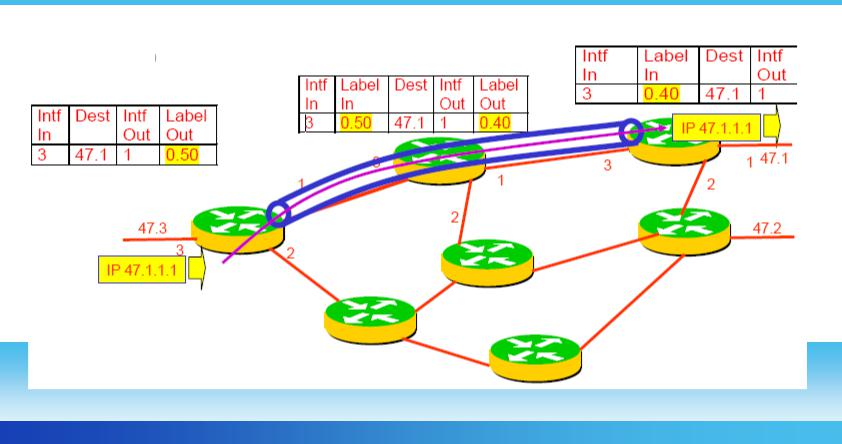 Intf In Dest Intf Out Label Out
3 47.1 1 0.50
Intf In Label In Dest Intf Out Label Out
3 0.50 47.1 1 0.40
Intf In Label In Dest Intf Out
3 0.40 47.1 1
IP 47.1.1.1
1 47.1
3
3
1
1
2
2
47.3
3
2
47.2
IP 47.1.1.1